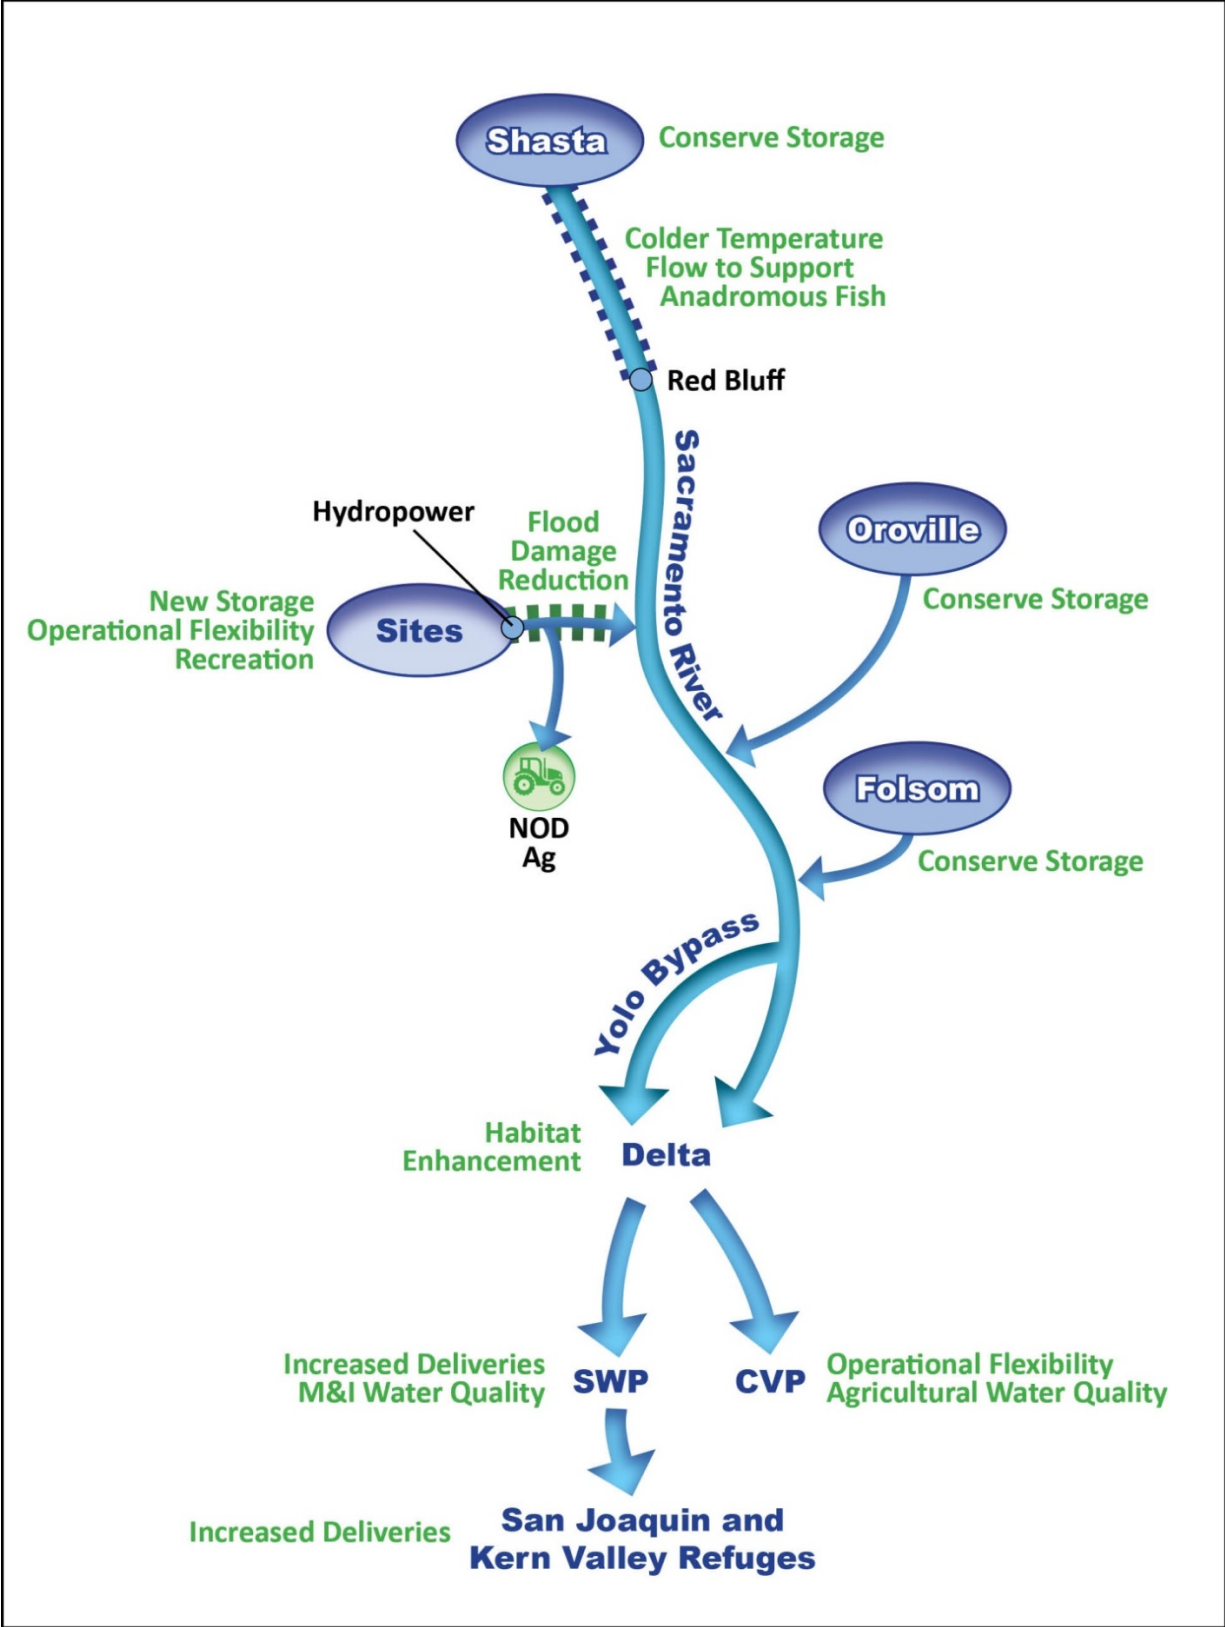 Shasta
Conserve Storage
Colder Temperature
Flow to Support
Anadromous Fish
Red Bluff
Sacramento River
Hydropower
Flood
Damage
Reduction
Oroville
Conserve Storage
New Storage
Operational Flexibility
Recreation
Sites
NOD
Ag
Folsom
Conserve Storage
Yolo Bypass
Habitat
Enhancement
Delta
Increased Deliveries
M&I Water Quality
SWP
CVP
Operational Flexibility
Agricultural Water Quality
Increased Deliveries
San Joaquin and
Kern Valley Refuges